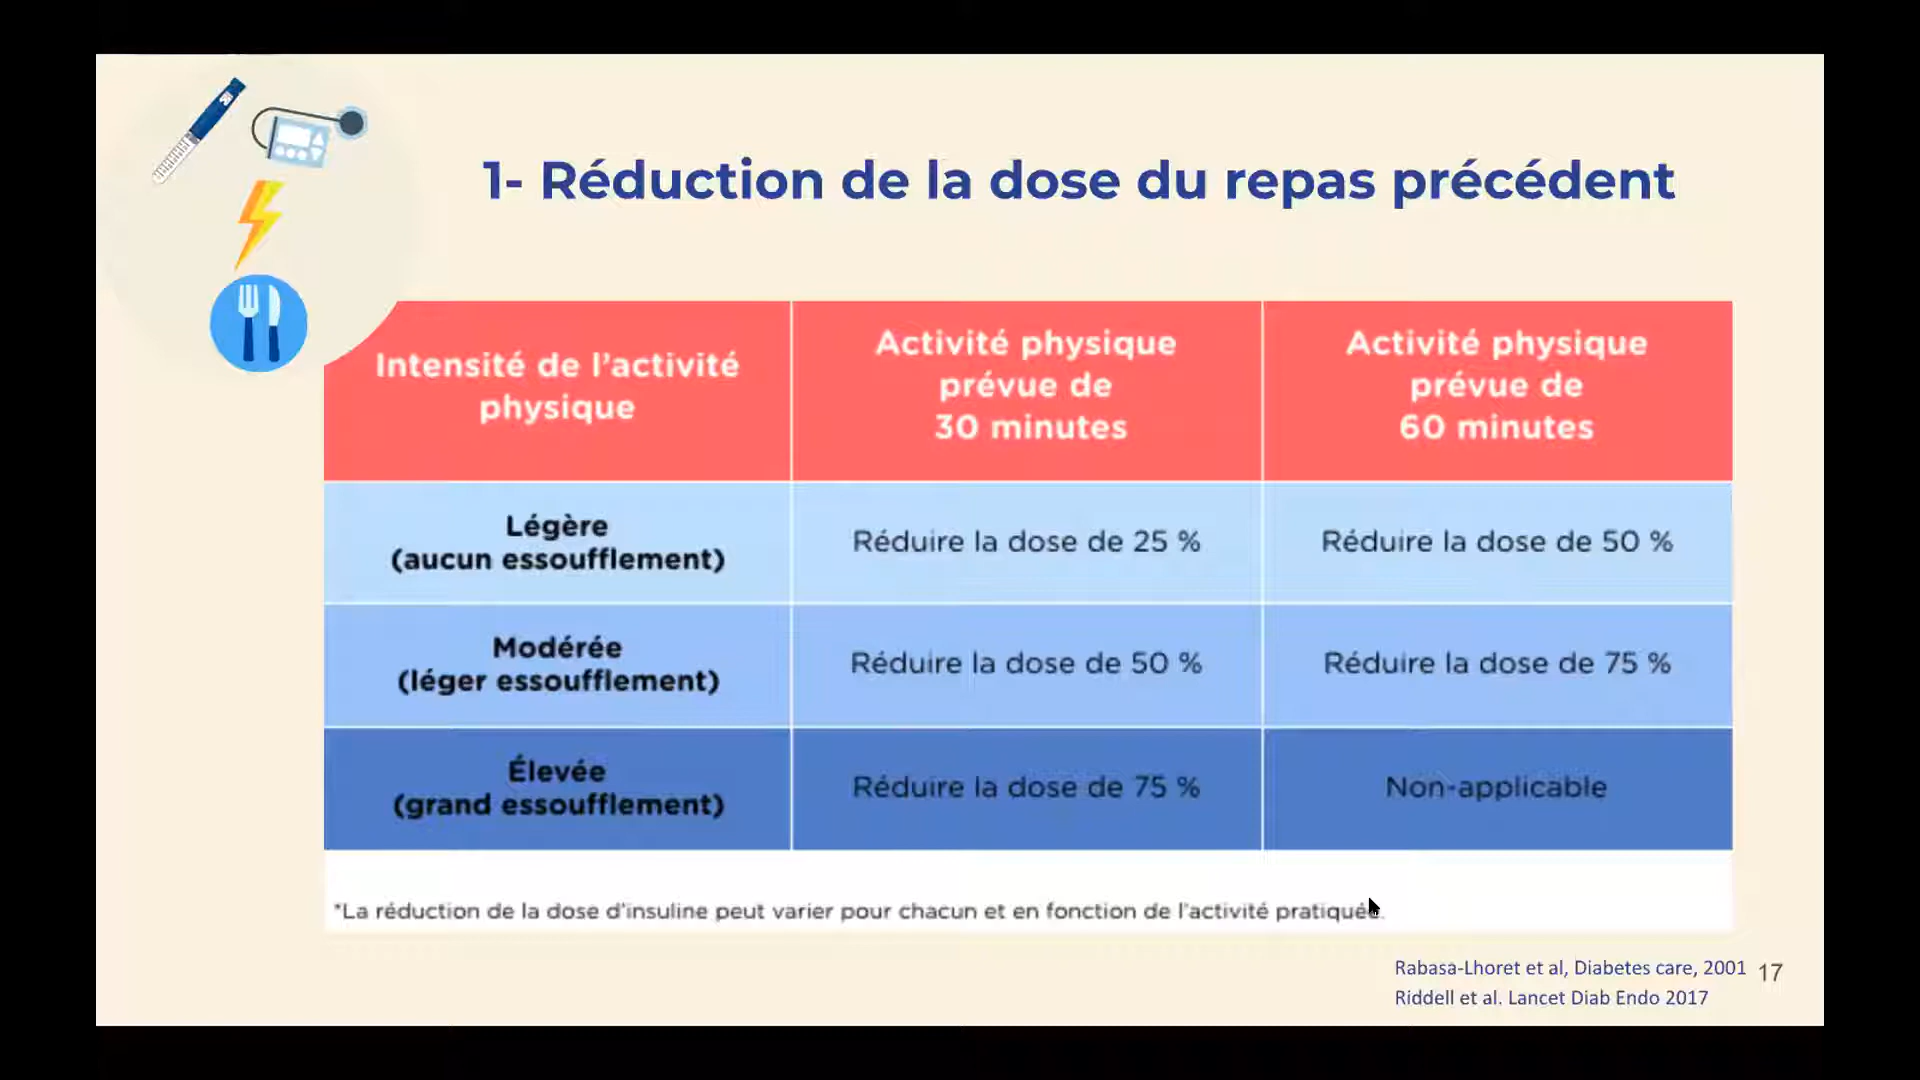 1- Réduction de la dose du repas précédent
Intensité de l'activité
physique
Activité physique
prévue de
30 minutes
Activité physique
prévue de
60 minutes
Légère
(aucun essoufflement)
Réduire la dose de 25 %
Réduire la dose de 50 %
Modérée
(léger essoufflement)
Réduire la dose de 50 %
Réduire la dose de 75 %
Élevée
(grand essoufflement)
Réduire la dose de 75 %
Non-applicable
*La réduction de la dose d'insuline peut varier pour chacun et en fonction de l'activité pratiquée.
Rabasa-Lhoret et al, Diabetes care, 2001
Riddell et al. Lancet Diab Endo 2017
17